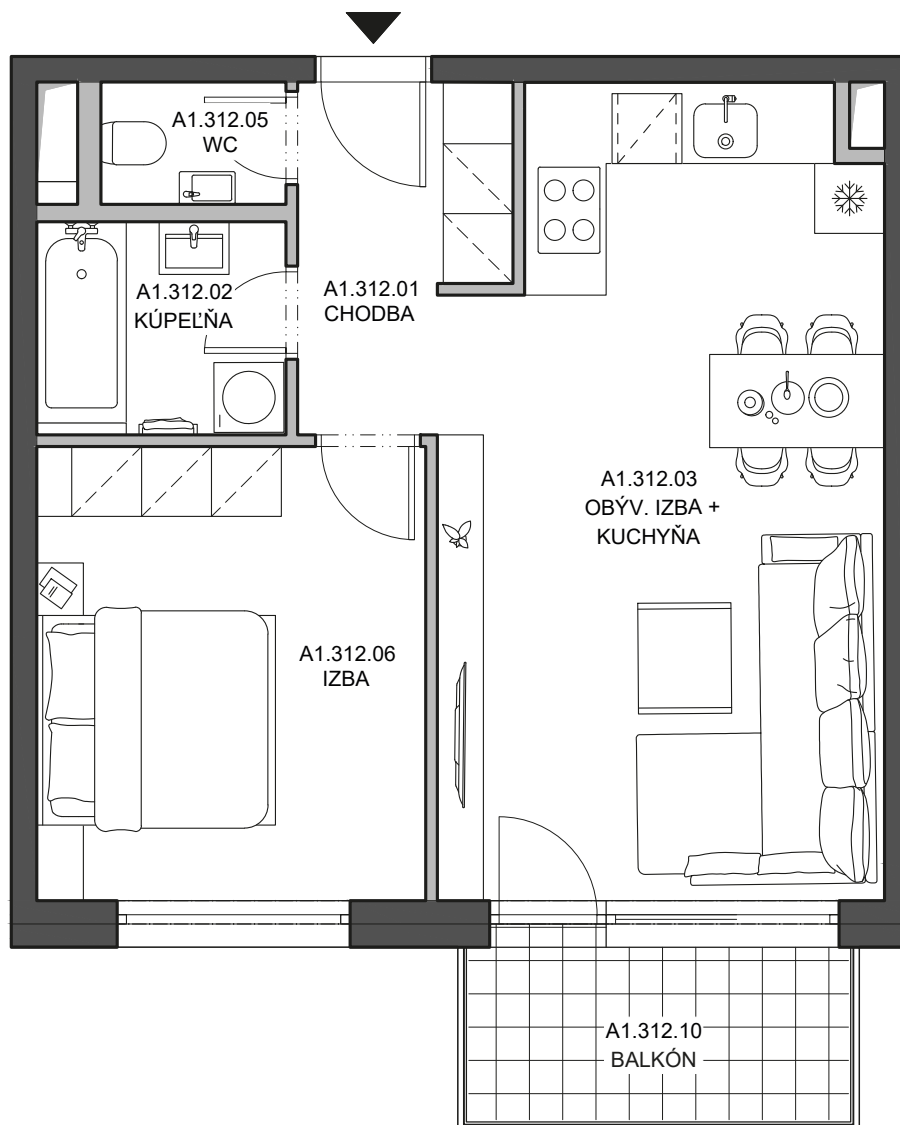 A1.312.05
WC
A1.312.02
KÚPEĽŇA
A1.312.01
CHODBA
A1.312.03
OBÝV. IZBA +
KUCHYŇA
A1.312.06
IZBA
A1.312.10
BALKÓN